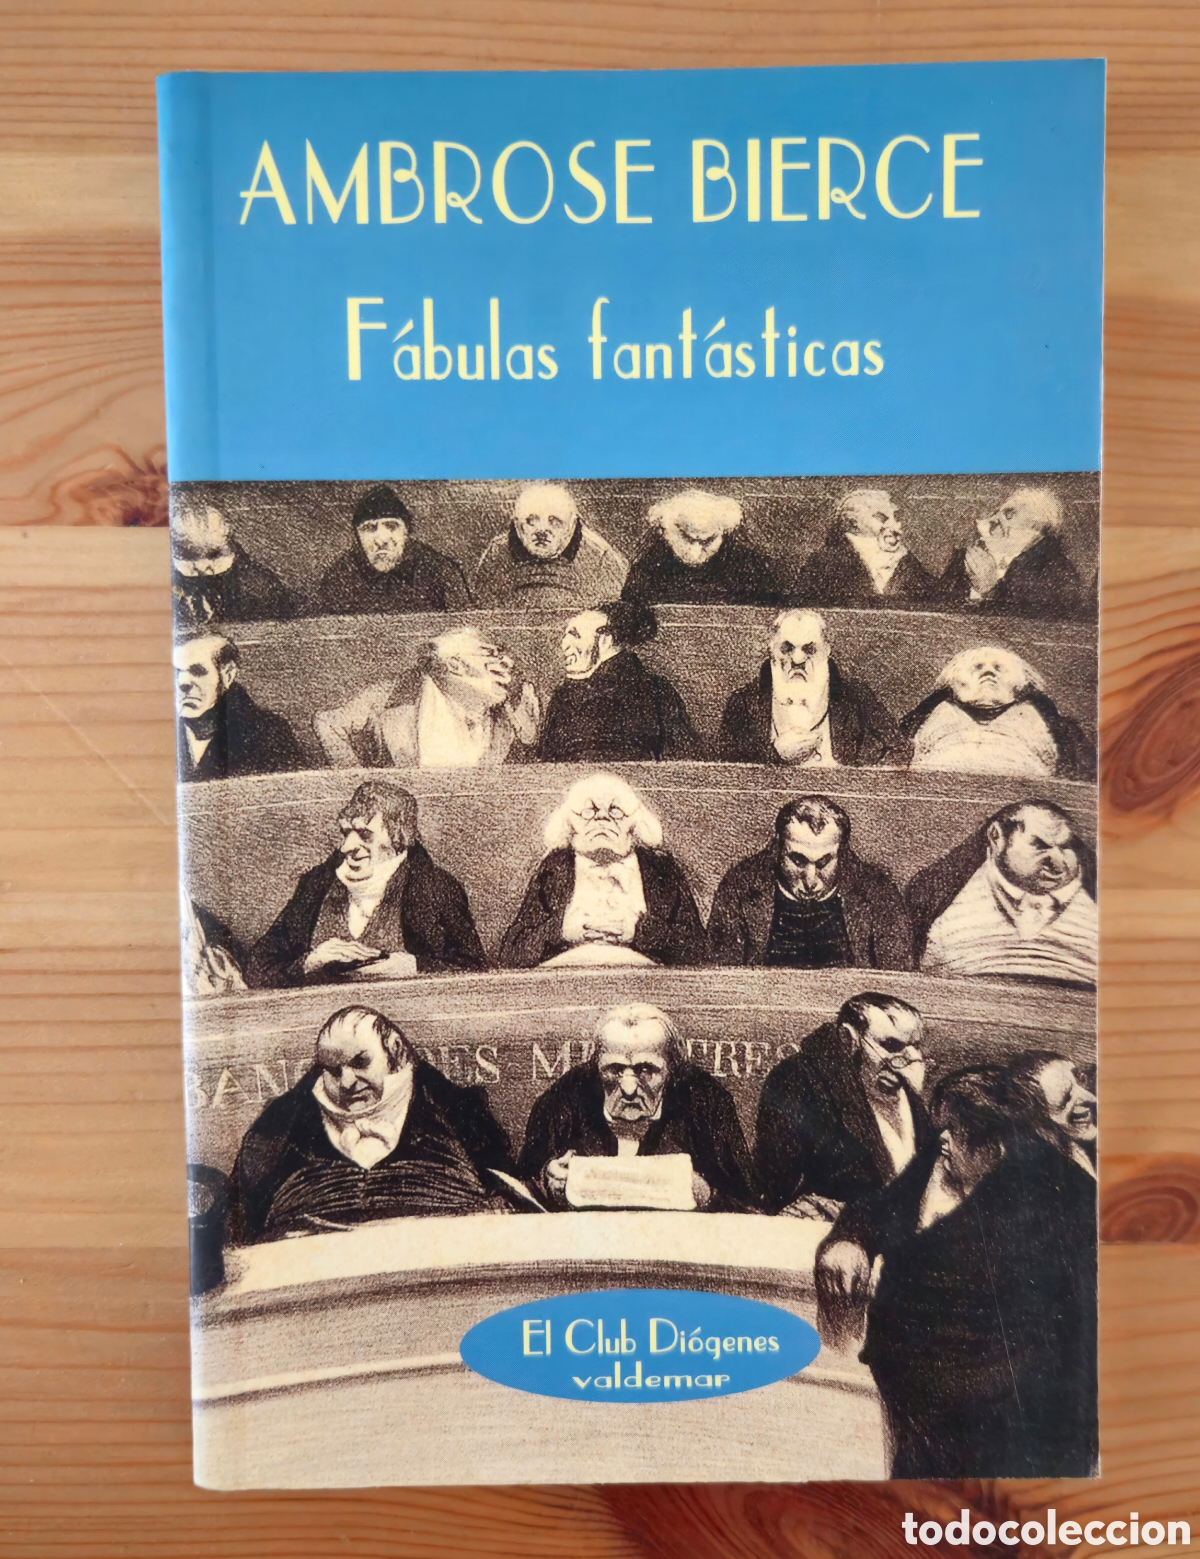 AMBROSE BIERCE
Fábulas fantásticas
El Club Diógenes
valdemar
todocoleccion